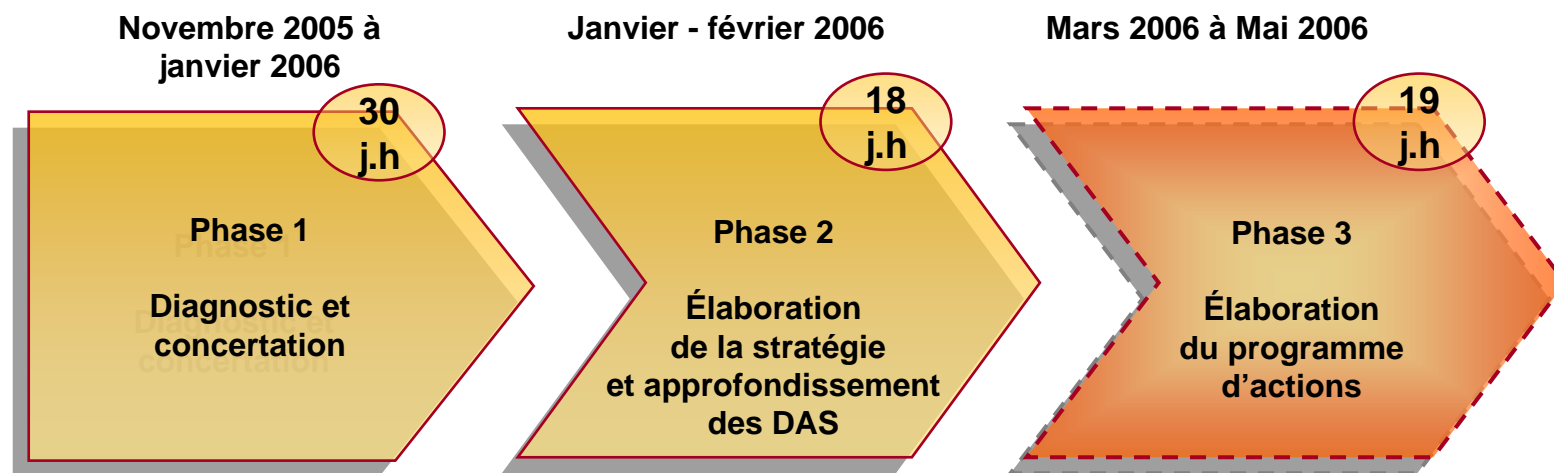 Novembre 2005 à
janvier 2006
30
j.h
Phase 1
Diagnostic et
concertation
Janvier - février 2006
18
j.h
Phase 2
Élaboration
de la stratégie
et approfondissement
des DAS
Mars 2006 à Mai 2006
19
j.h
Phase 3
Élaboration
du programme
d’actions